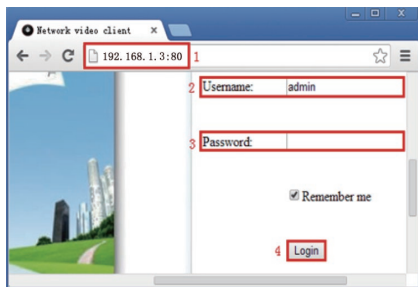 Network video client
192.168.1.3:80 1
2 Username: admin
3 Password:
Remember me
4 Login